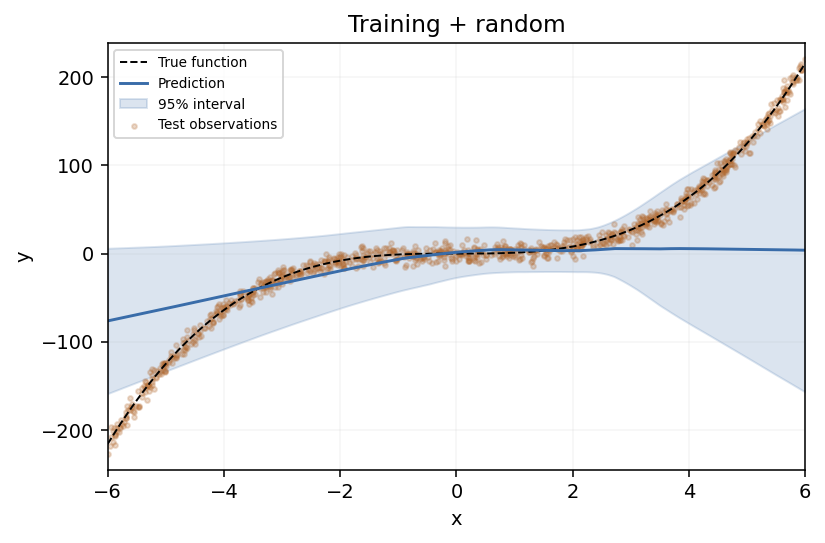 Training + random
True function
Prediction
95% interval
Test observations
y
200
100
0
−100
−200
−6
−4
−2
0
2
4
6
x